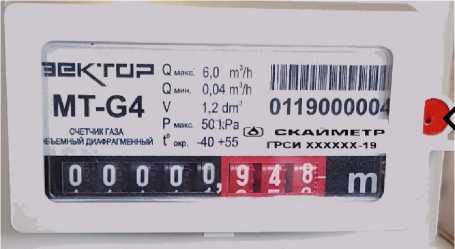 ВЕКТОР
МТ-G4
СЧЕТЧИК ГАЗА
ОБЪЕМНЫЙ ДИАФРАГМЕННЫЙ
Q макс. 6,0 m³/h
Q мин. 0,04 m³/h
V 1.2 dm³
P макс. 50 kPa
t° окр. -40 +55
0119000004
СКАЙМЕТР
ГРСИ XXXXXX-19
00000,948 m